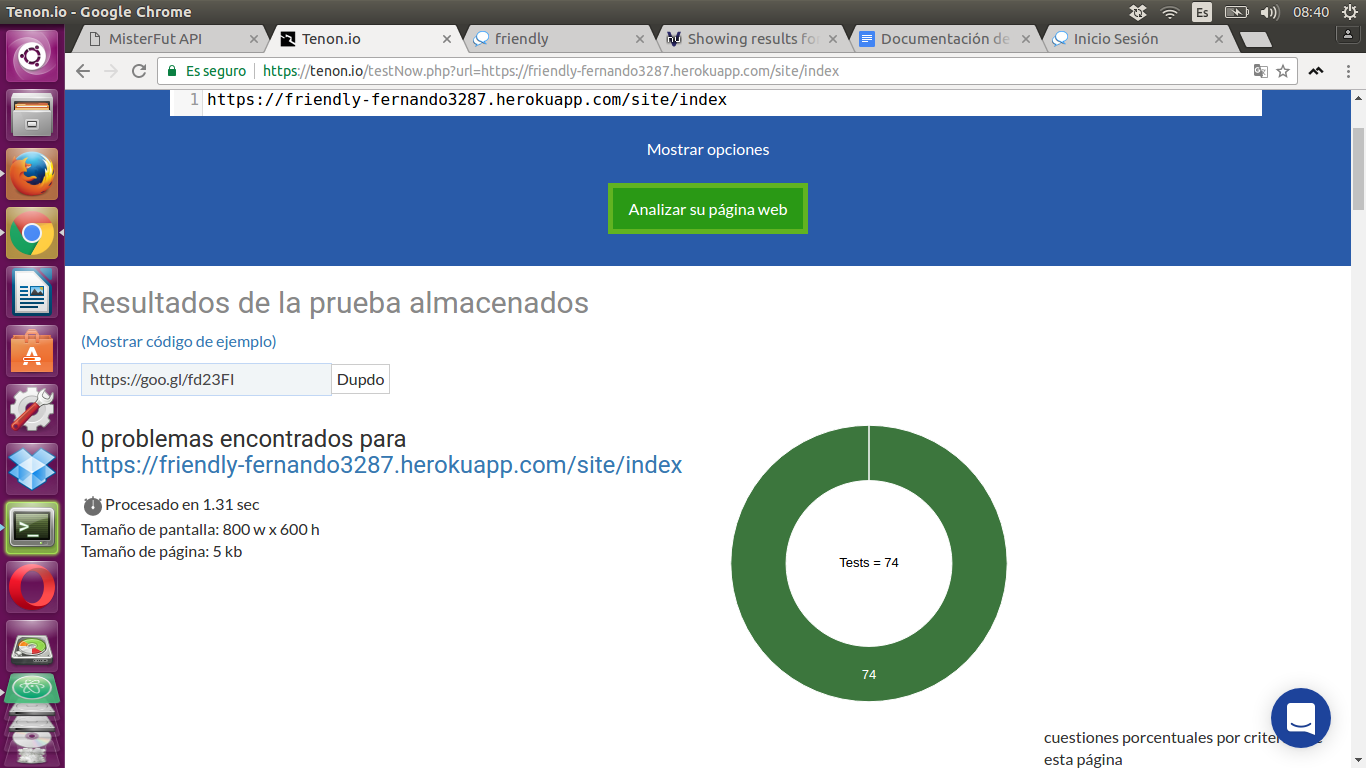 Tenon.io - Google Chrome
Es
08:40
MisterFut API
Tenon.io
friendly
Showing results fo
Documentación de
Inicio Sesión
Es seguro
https://tenon.io/testNow.php?url=https://friendly-fernando3287.herokuapp.com/site/index
1 https://friendly-fernando3287.herokuapp.com/site/index
Mostrar opciones
Analizar su página web
Resultados de la prueba almacenados
(Mostrar código de ejemplo)
https://goo.gl/fd23FI
Dupdo
0 problemas encontrados para
https://friendly-fernando3287.herokuapp.com/site/index
Procesado en 1.31 sec
Tamaño de pantalla: 800 w x 600 h
Tamaño de página: 5 kb
Tests = 74
74
cuestiones porcentuales por
esta página